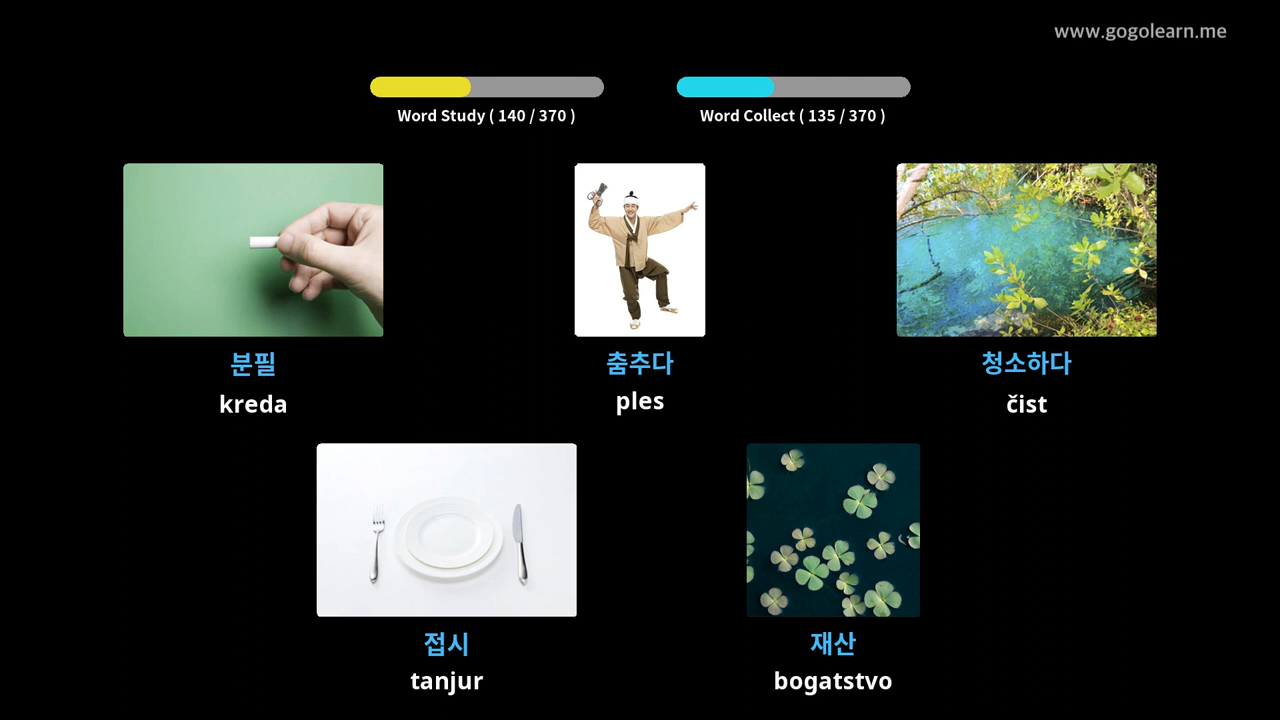 www.gogolearn.me
Word Study ( 140 / 370 )
Word Collect ( 135 / 370 )
분필
kreda
춤추다
ples
청소하다
čist
접시
tanjur
재산
bogatstvo